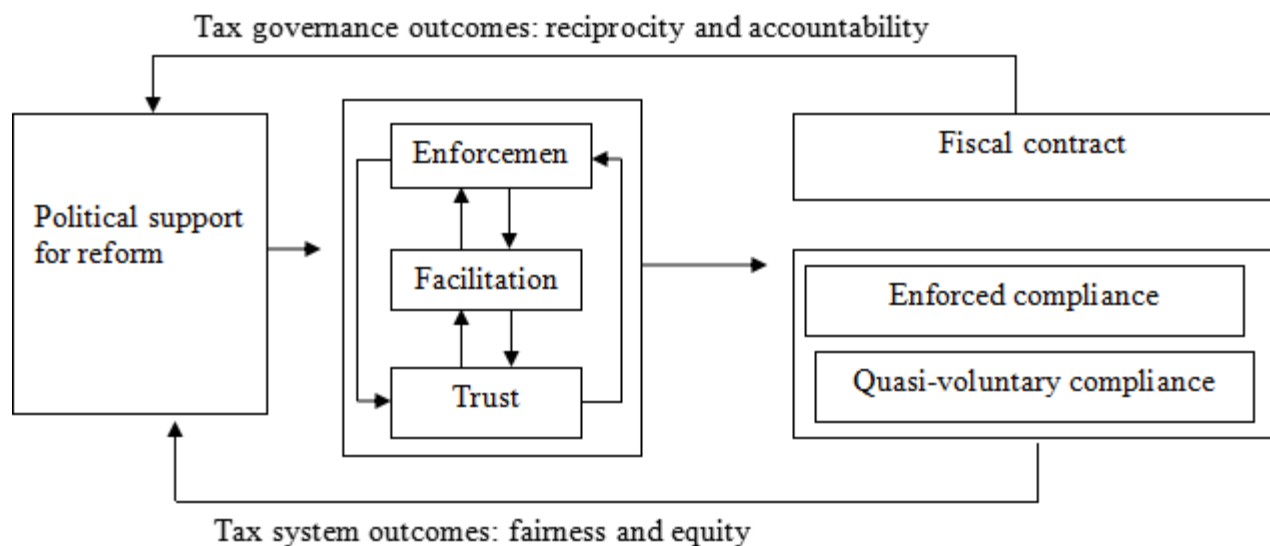 Tax governance outcomes: reciprocity and accountability
Political support
for reform
Enforcemen
Facilitation
Trust
Fiscal contract
Enforced compliance
Quasi-voluntary compliance
Tax system outcomes: fairness and equity